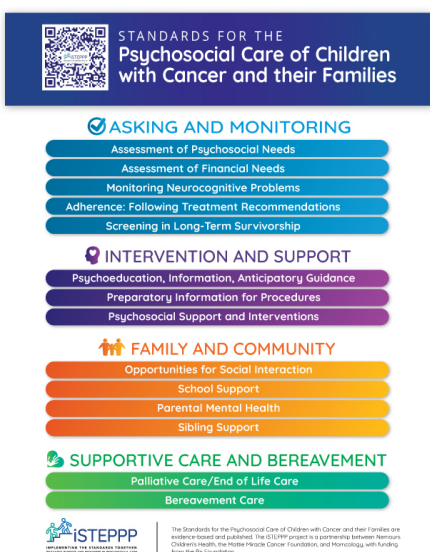 STANDARDS FOR THE
Psychosocial Care of Children
with Cancer and their Families
iSTEPPP
ASKING AND MONITORING
Assessment of Psychosocial Needs
Assessment of Financial Needs
Monitoring Neurocognitive Problems
Adherence: Following Treatment Recommendations
Screening in Long-Term Survivorship
INTERVENTION AND SUPPORT
Psychoeducation, Information, Anticipatory Guidance
Preparatory Information for Procedures
Psychosocial Support and Interventions
FAMILY AND COMMUNITY
Opportunities for Social Interaction
School Support
Parental Mental Health
Sibling Support
SUPPORTIVE CARE AND BEREAVEMENT
Palliative Care/End of Life Care
Bereavement Care
iSTEPPP
IMPLEMENTING THE STANDARDS TOGETHER
The Standards for the Psychosocial Care of Children with Cancer and their Families are
evidence-based and published. The iSTEPPP project is a partnership between Nemours
Children's Health, the Mattie Miracle Cancer Foundation, and Momcology, with funding